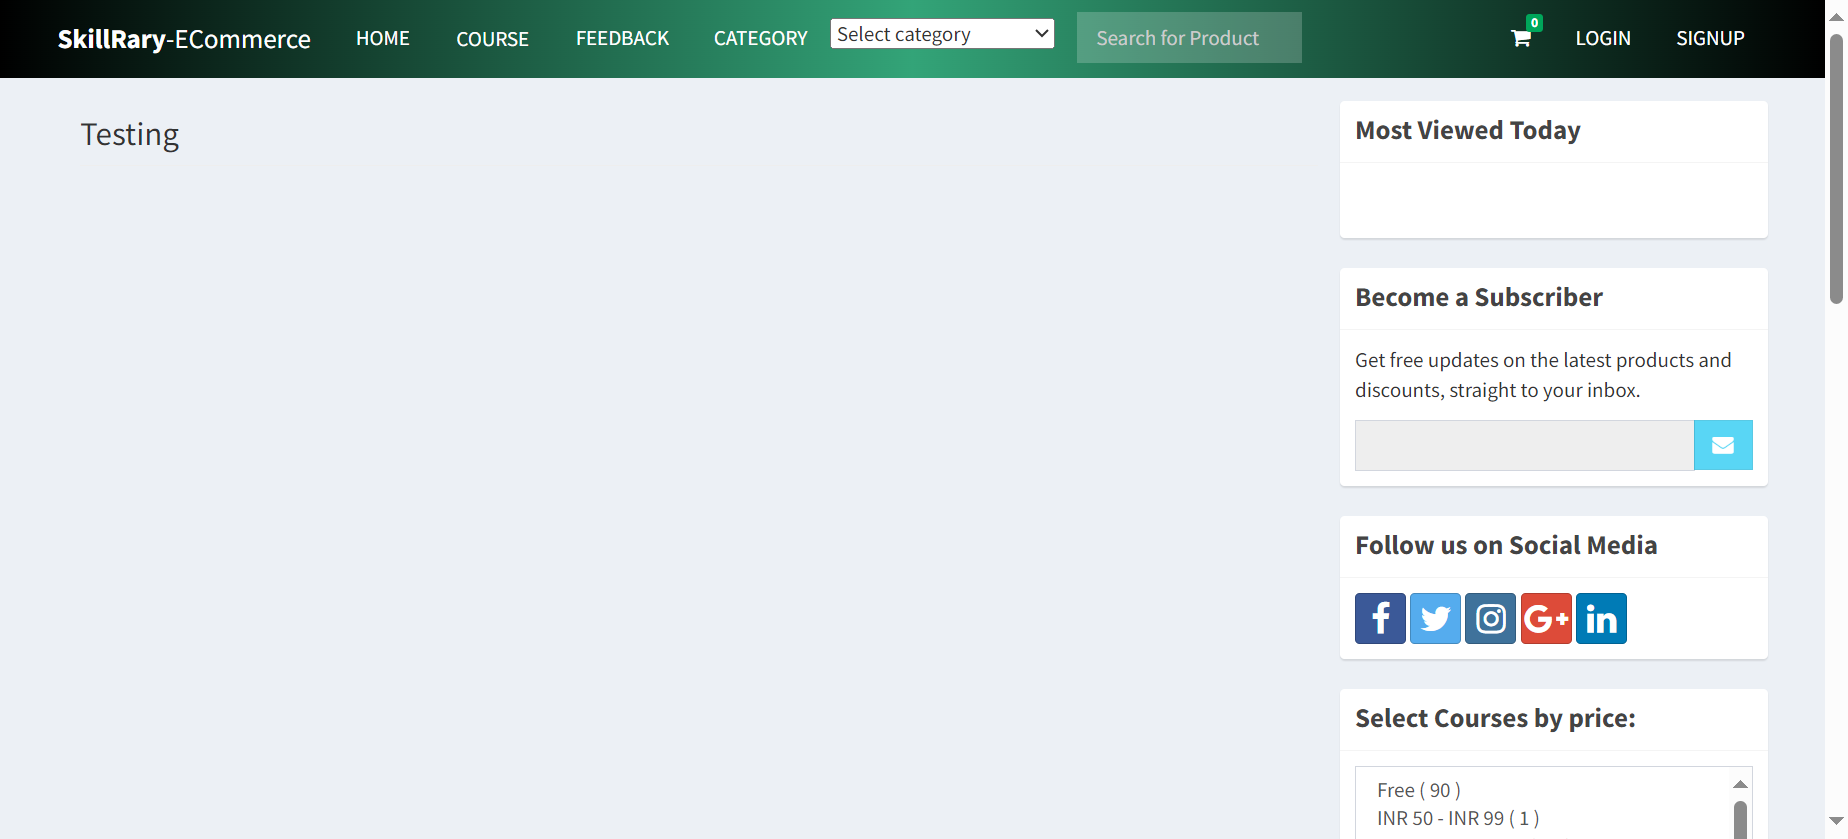 SkillRary-ECommerce HOME COURSE FEEDBACK CATEGORY Select category Search for Product 0 LOGIN SIGNUP
Testing
Most Viewed Today
Become a Subscriber
Get free updates on the latest products and
discounts, straight to your inbox.
Follow us on Social Media
Select Courses by price:
Free ( 90 )
INR 50 - INR 99 ( 1 )